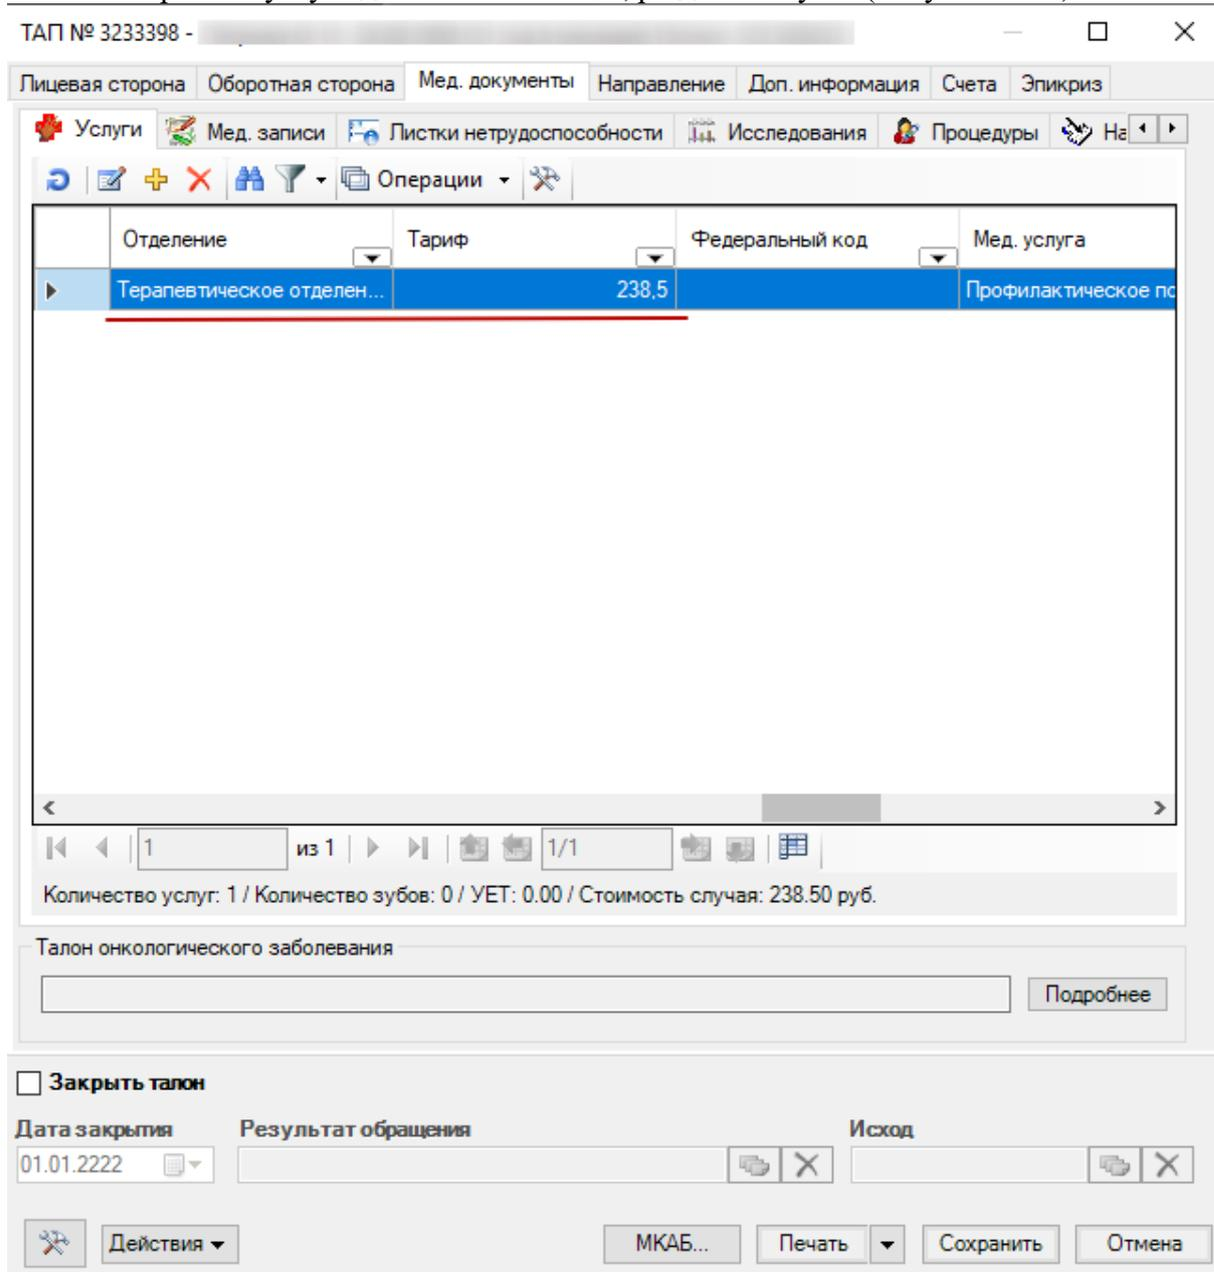 ТАП № 3233398 -
Лицевая сторона Оборотная сторона Мед. документы Направление Доп. информация Счета Эпикриз
Услуги Мед. записи Листки нетрудоспособности Исследования Процедуры На
Операции
Отделение Тариф Федеральный код Мед. услуга
Терапевтическое отделен... 238,5 Профилактическое по
1 из 1 1/1
Количество услуг: 1 / Количество зубов: 0 / УЕТ: 0.00 / Стоимость случая: 238.50 руб.
Талон онкологического заболевания
Подробнее
Закрыть талон
Дата закрытия Результат обращения Исход
01.01.2222
Действия МКАБ... Печать Сохранить Отмена